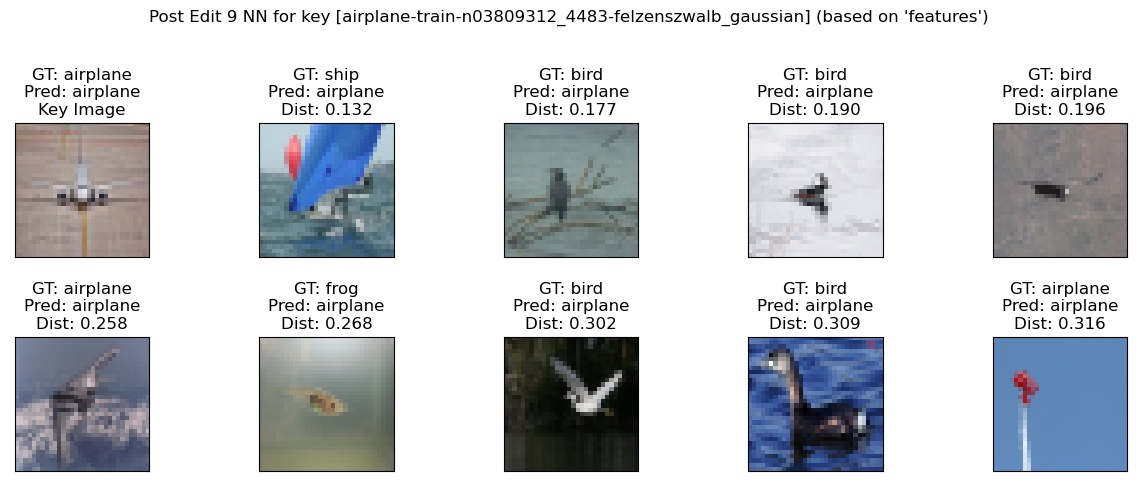 Post Edit 9 NN for key [airplane-train-n03809312_4483-felzenszwalb_gaussian] (based on 'features')
GT: airplane
Pred: airplane
Key Image
GT: ship
Pred: airplane
Dist: 0.132
GT: bird
Pred: airplane
Dist: 0.177
GT: bird
Pred: airplane
Dist: 0.190
GT: bird
Pred: airplane
Dist: 0.196
GT: airplane
Pred: airplane
Dist: 0.258
GT: frog
Pred: airplane
Dist: 0.268
GT: bird
Pred: airplane
Dist: 0.302
GT: bird
Pred: airplane
Dist: 0.309
GT: airplane
Pred: airplane
Dist: 0.316